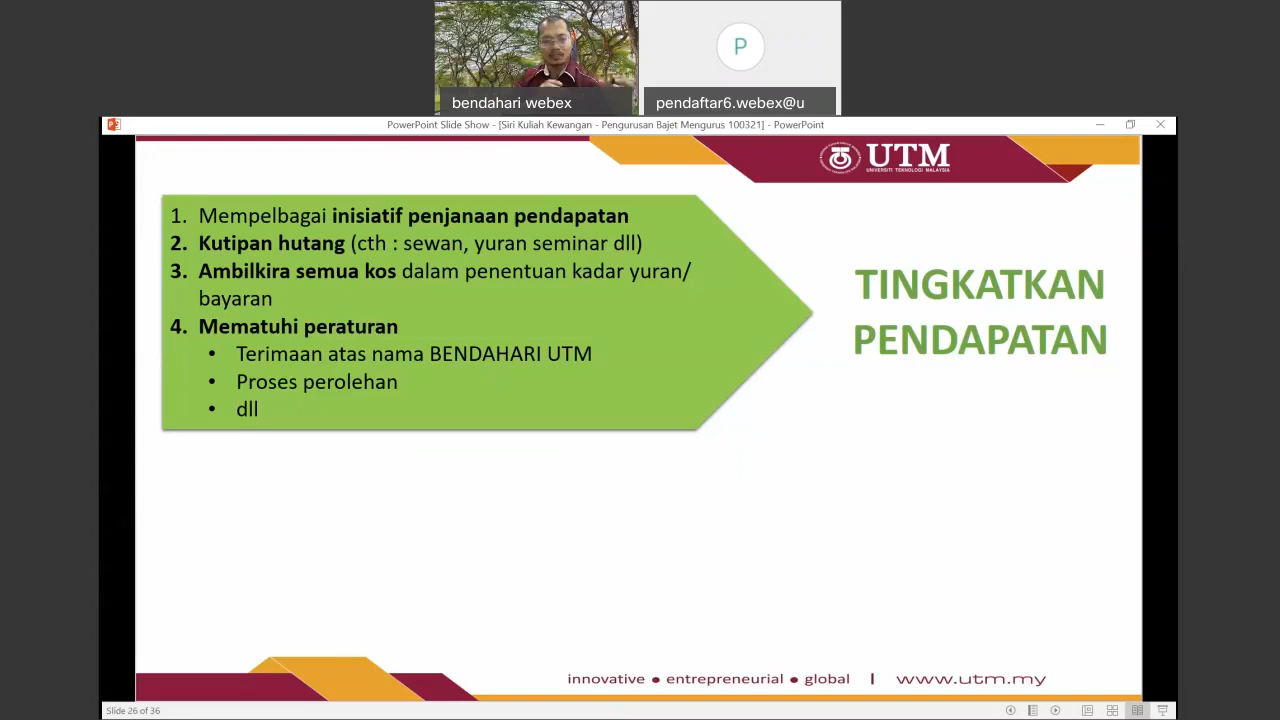 P
bendahari webex
pendaftar6.webex@u
PowerPoint Slide Show - [Siri Kuliah Kewangan - Pengurusan Bajet Mengurus 100321] - PowerPoint
UTM
UNIVERSITI TEKNOLOGI MALAYSIA
1. Mempelbagai inisiatif penjanaan pendapatan
2. Kutipan hutang (cth : sewan, yuran seminar dll)
3. Ambilkira semua kos dalam penentuan kadar yuran/
bayaran
4. Mematuhi peraturan
• Terimaan atas nama BENDAHARI UTM
• Proses perolehan
• dll
TINGKATKAN
PENDAPATAN
innovative ● entrepreneurial ● global | www.utm.my
Slide 26 of 36